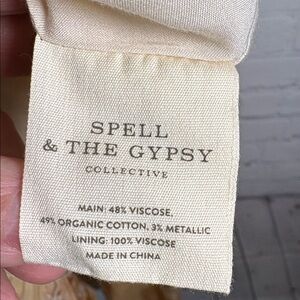 SPELL
& THE GYPSY
COLLECTIVE
MAIN: 48% VISCOSE,
49% ORGANIC COTTON, 3% METALLIC
LINING: 100% VISCOSE
MADE IN CHINA